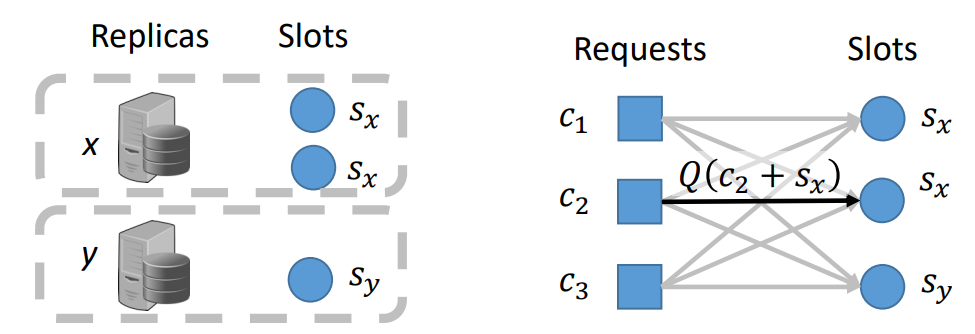 Replicas Slots
x
s_x
s_x
y
s_y
Requests Slots
c_1
s_x
c_2
Q(c_2 + s_x)
s_x
c_3
s_y